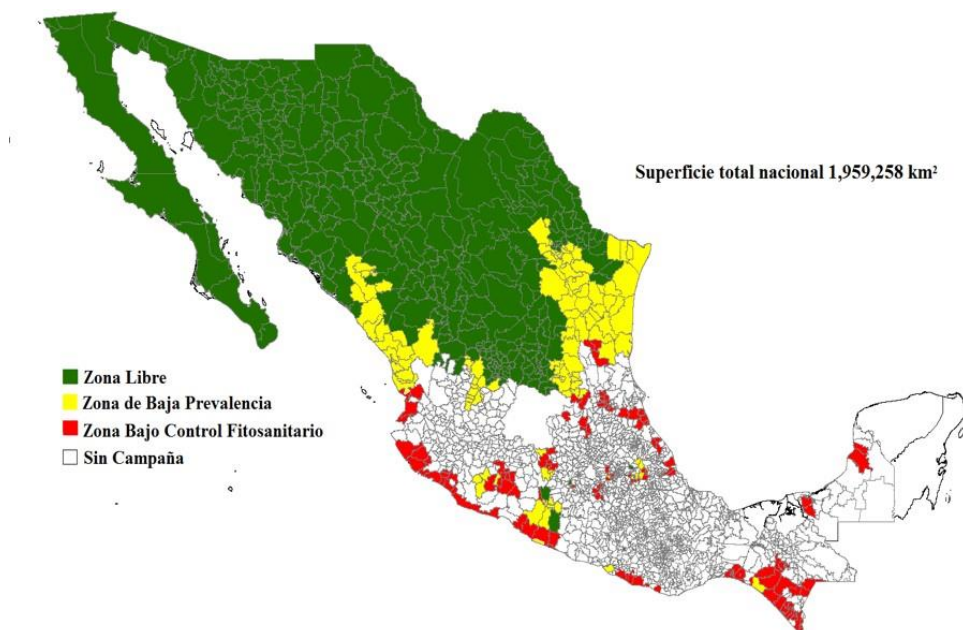 Superficie total nacional 1,959,258 km²
Zona Libre
Zona de Baja Prevalencia
Zona Bajo Control Fitosanitario
Sin Campaña